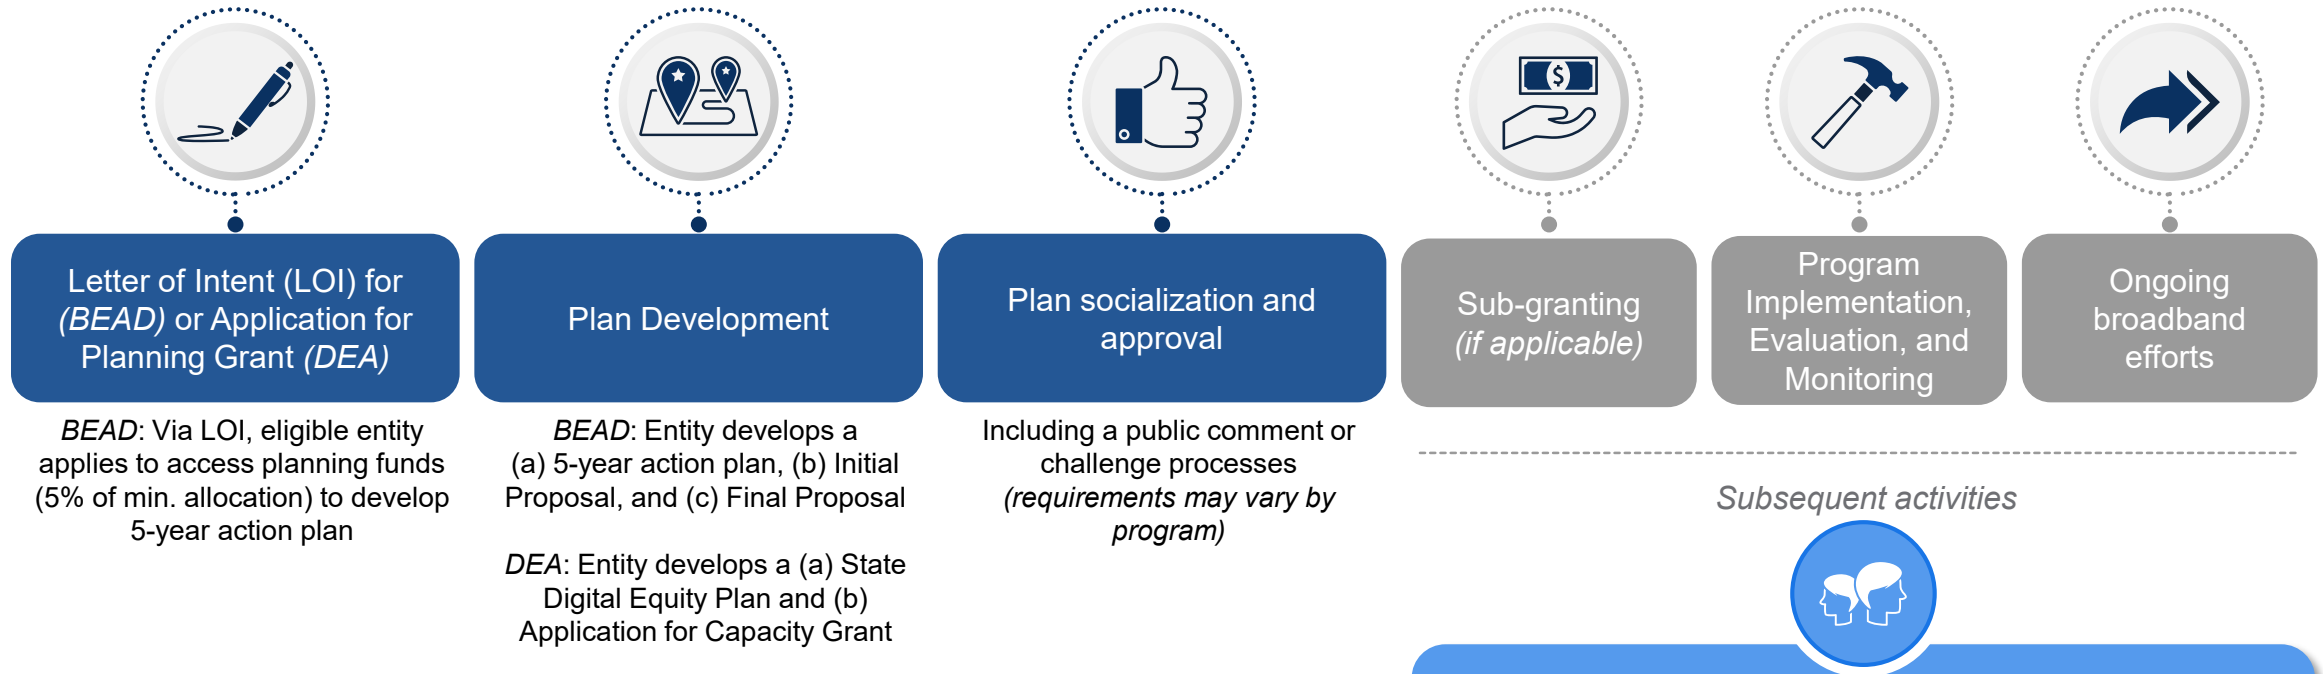 Letter of Intent (LOI) for
(BEAD) or Application for
Planning Grant (DEA)
BEAD: Via LOI, eligible entity
applies to access planning funds
(5% of min. allocation) to develop
5-year action plan
Plan Development
BEAD: Entity develops a
(a) 5-year action plan, (b) Initial
Proposal, and (c) Final Proposal
DEA: Entity develops a (a) State
Digital Equity Plan and (b)
Application for Capacity Grant
Plan socialization and
approval
Including a public comment or
challenge processes
(requirements may vary by
program)
$
Sub-granting
(if applicable)
Program
Implementation,
Evaluation, and
Monitoring
Ongoing
broadband
efforts
Subsequent activities